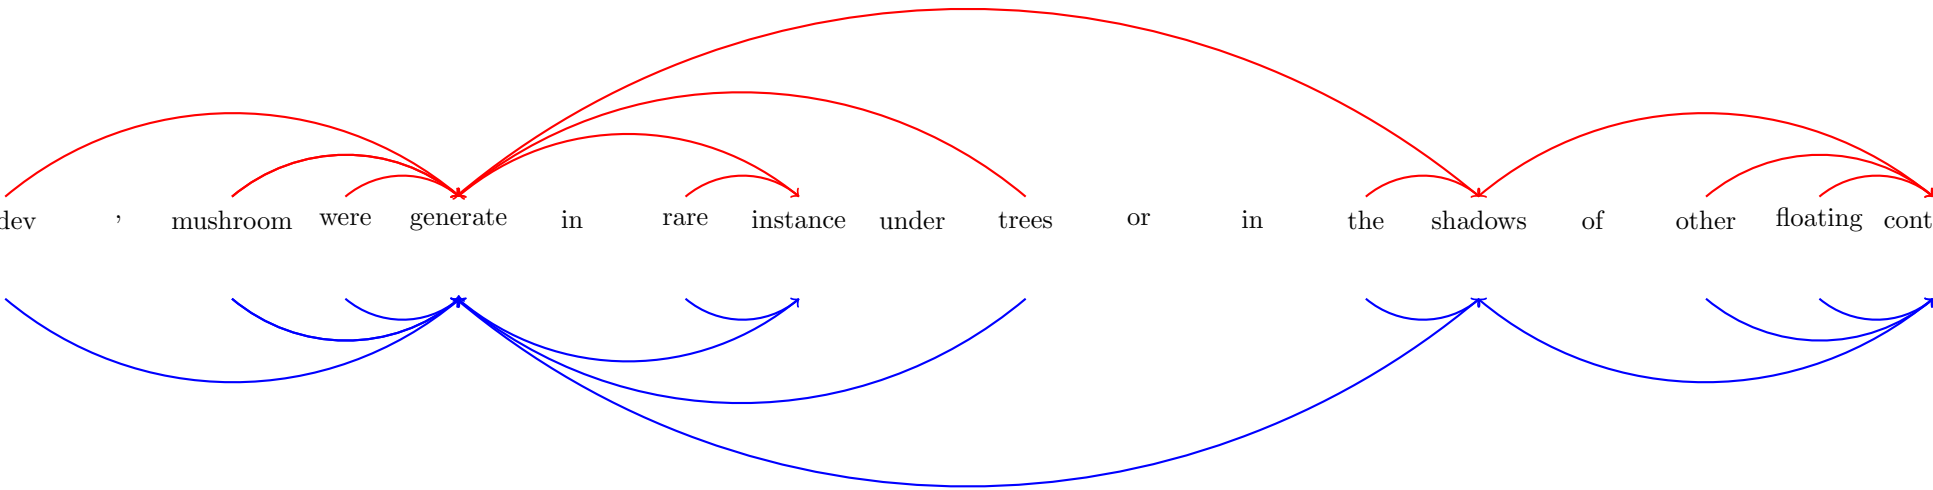 dev , mushroom were generate in rare instance under trees or in the shadows of other floating cont